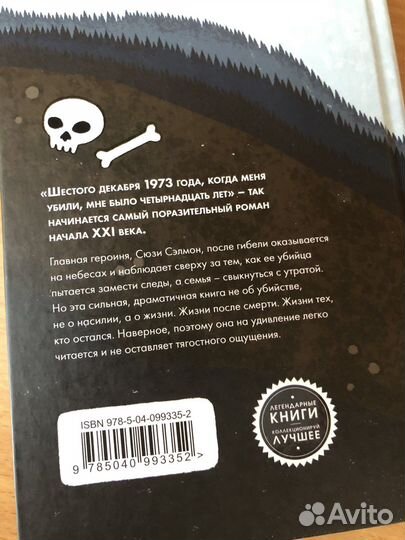 «Шестого декабря 1973 года, когда меня
убили, мне было четырнадцать лет» – так
начинается самый поразительный роман
начала XXI века.
Главная героиня, Сюзи Сэлмон, после гибели оказывается
на небесах и наблюдает сверху за тем, как ее убийца
пытается замести следы, а семья – свыкнуться с утратой.
Но эта сильная, драматичная книга не об убийстве,
не о насилии, а о жизни. Жизни после смерти. Жизни тех,
кто остался. Наверное, поэтому она на удивление легко
читается и не оставляет тягостного ощущения.
ISBN 978-5-04-099335-2
9 785040 993352 >
ЛЕГЕНДАРНЫЕ
КНИГИ
КОЛЛЕКЦИОНИРУЙ
ЛУЧШЕЕ
Avito